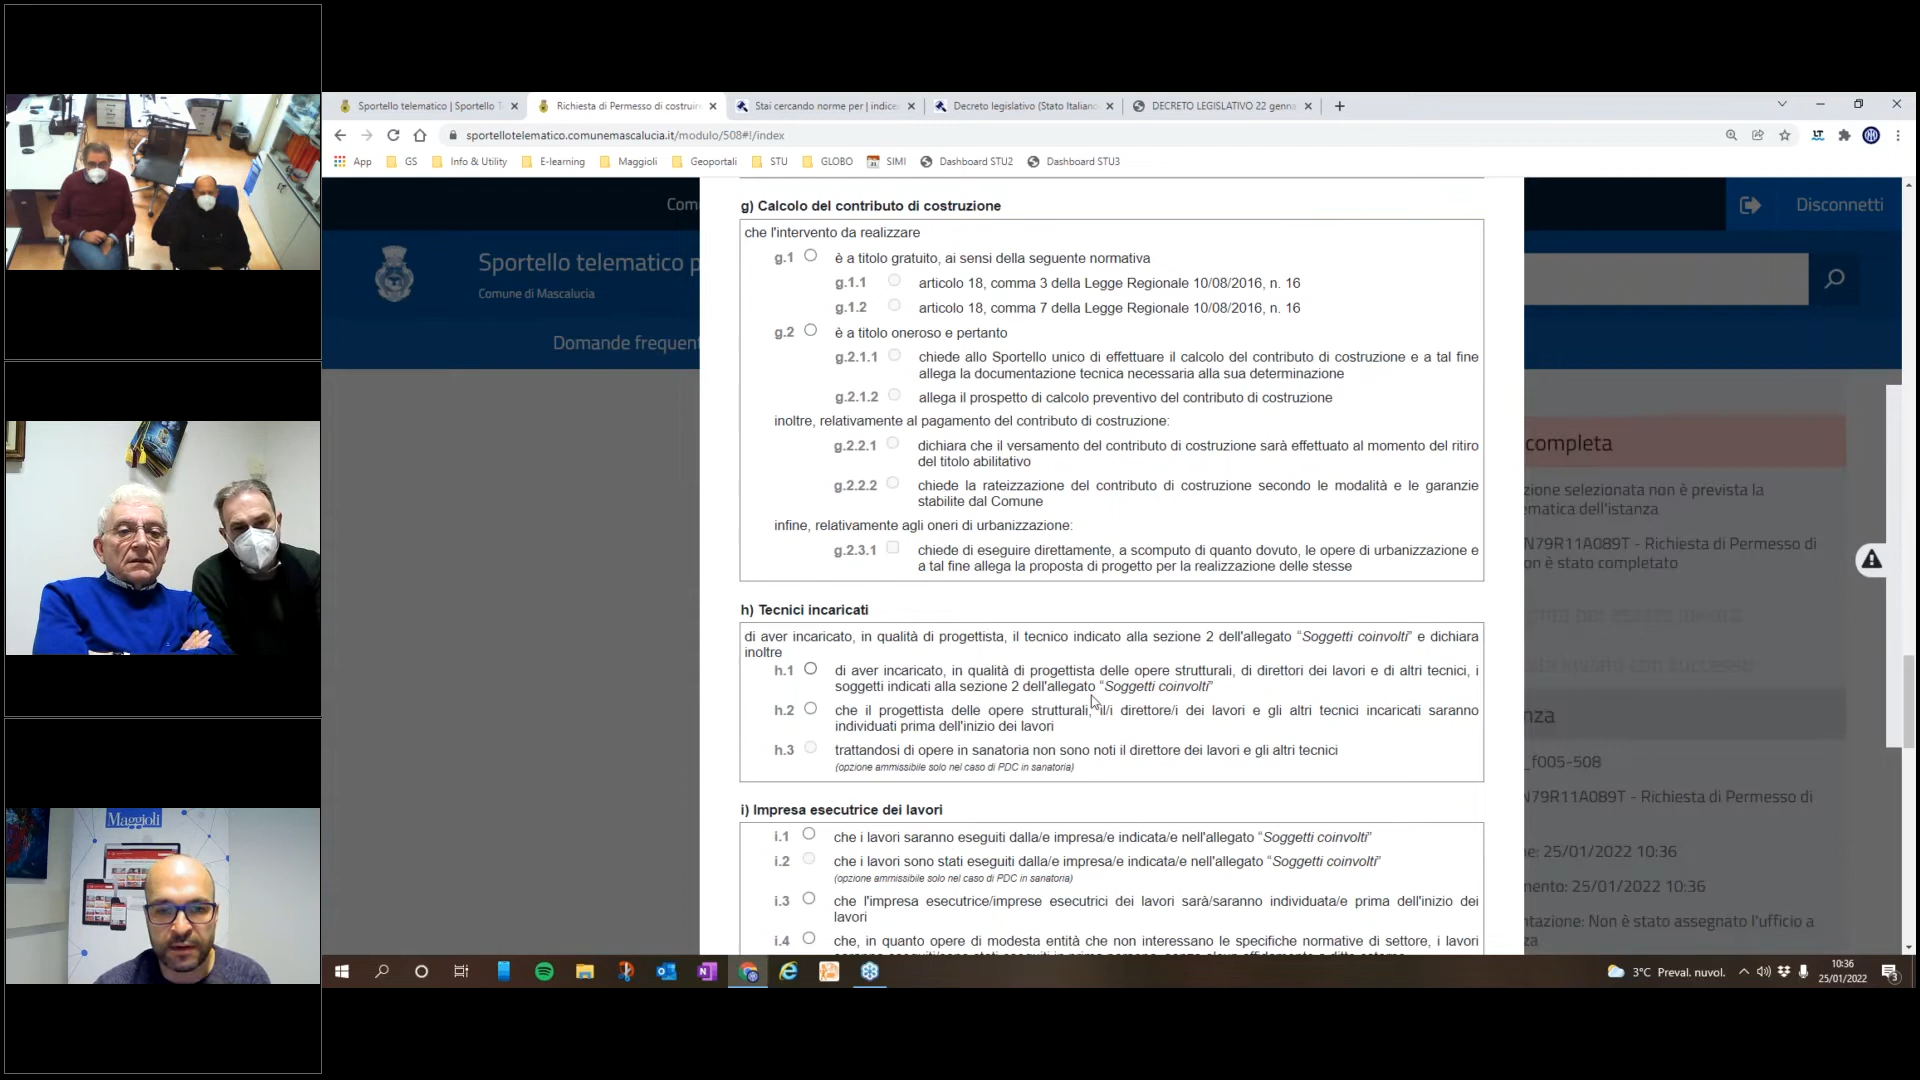 Sportello telematico | Sportello T
Richiesta di Permesso di costruire
Stai cercando norme per | indice
Decreto legislativo (Stato Italiano
DECRETO LEGISLATIVO 22 genna
sportellotelematico.comunemascalucia.it/modulo/508#!/index
App GS Info & Utility E-learning Maggioli Geoportali STU GLOBO SIMI Dashboard STU2 Dashboard STU3
Com
Disconnetti
Sportello telematico p
Comune di Mascalucia
Domande frequent
g) Calcolo del contributo di costruzione
che l'intervento da realizzare
g.1 è a titolo gratuito, ai sensi della seguente normativa
g.1.1 articolo 18, comma 3 della Legge Regionale 10/08/2016, n. 16
g.1.2 articolo 18, comma 7 della Legge Regionale 10/08/2016, n. 16
g.2 è a titolo oneroso e pertanto
g.2.1.1 chiede allo Sportello unico di effettuare il calcolo del contributo di costruzione e a tal fine
allega la documentazione tecnica necessaria alla sua determinazione
g.2.1.2 allega il prospetto di calcolo preventivo del contributo di costruzione
inoltre, relativamente al pagamento del contributo di costruzione:
g.2.2.1 dichiara che il versamento del contributo di costruzione sarà effettuato al momento del ritiro
del titolo abilitativo
g.2.2.2 chiede la rateizzazione del contributo di costruzione secondo le modalità e le garanzie
stabilite dal Comune
infine, relativamente agli oneri di urbanizzazione:
g.2.3.1 chiede di eseguire direttamente, a scomputo di quanto dovuto, le opere di urbanizzazione e
a tal fine allega la proposta di progetto per la realizzazione delle stesse
h) Tecnici incaricati
di aver incaricato, in qualità di progettista, il tecnico indicato alla sezione 2 dell'allegato “Soggetti coinvolti” e dichiara
inoltre
h.1 di aver incaricato, in qualità di progettista delle opere strutturali, di direttori dei lavori e di altri tecnici, i
soggetti indicati alla sezione 2 dell'allegato “Soggetti coinvolti”
h.2 che il progettista delle opere strutturali, il/i direttore/i dei lavori e gli altri tecnici incaricati saranno
individuati prima dell'inizio dei lavori
h.3 trattandosi di opere in sanatoria non sono noti il direttore dei lavori e gli altri tecnici
(opzione ammissibile solo nel caso di PDC in sanatoria)
i) Impresa esecutrice dei lavori
i.1 che i lavori saranno eseguiti dalla/e impresa/e indicata/e nell'allegato “Soggetti coinvolti”
i.2 che i lavori sono stati eseguiti dalla/e impresa/e indicata/e nell'allegato “Soggetti coinvolti”
(opzione ammissibile solo nel caso di PDC in sanatoria)
i.3 che l'impresa esecutrice/imprese esecutrici dei lavori sarà/saranno individuata/e prima dell'inizio dei
lavori
i.4 che, in quanto opere di modesta entità che non interessano le specifiche normative di settore, i lavori
completa
zione selezionata non è prevista la
ematica dell'istanza
N79R11A089T - Richiesta di Permesso di
on è stato completato
nza
_f005-508
N79R11A089T - Richiesta di Permesso di
ne: 25/01/2022 10:36
mento: 25/01/2022 10:36
ntazione: Non è stato assegnato l'ufficio a
za
Maggioli
3°C Preval. nuvol.
10:36
25/01/2022
3